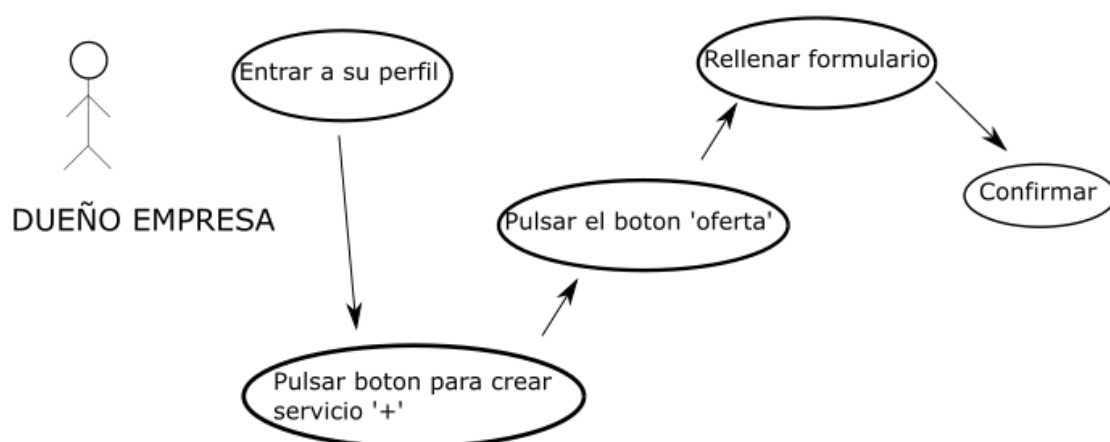 DUEÑO EMPRESA
Entrar a su perfil
Pulsar boton para crear
servicio '+'
Pulsar el boton 'oferta'
Rellenar formulario
Confirmar